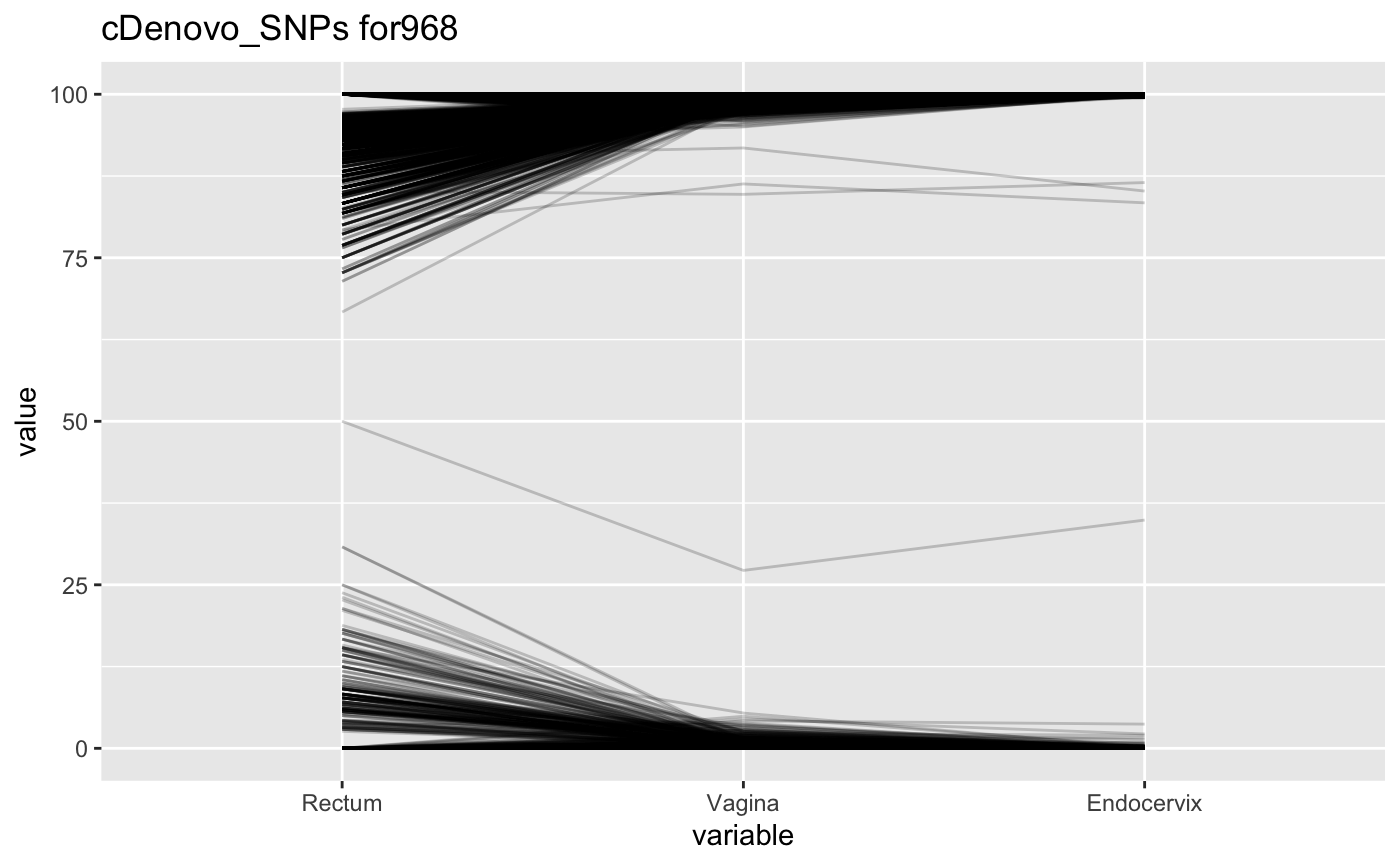 cDenovo_SNPs for968
100
75
50
25
0
value
Rectum Vagina Endocervix
variable